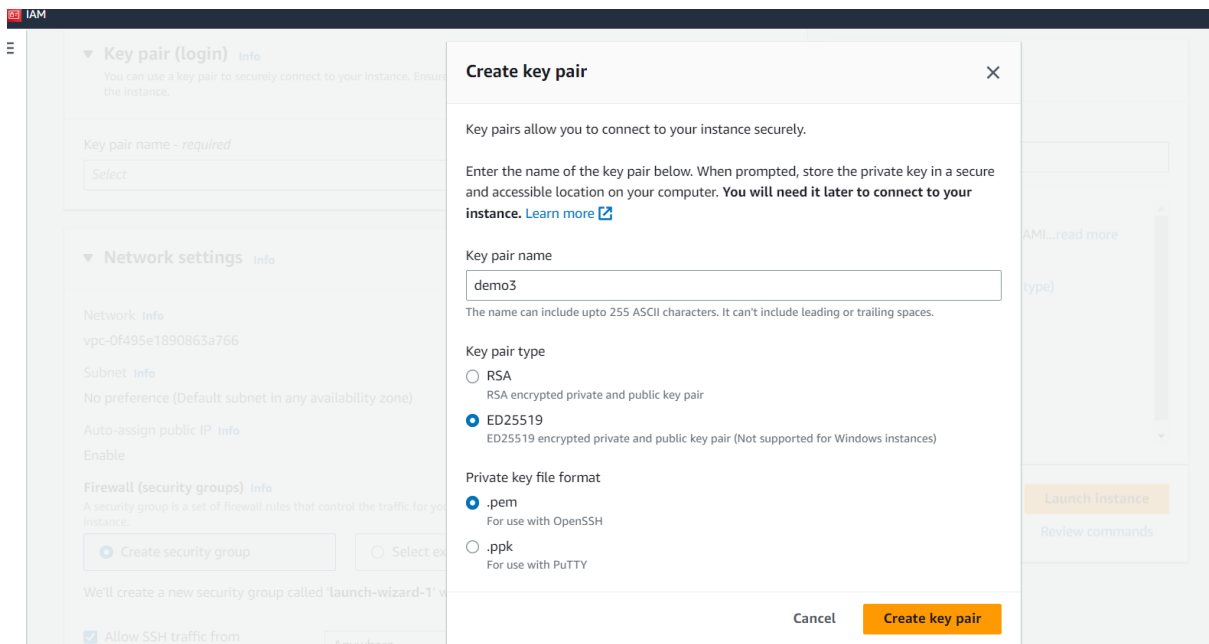 IAM
Key pair (login) Info
You can use a key pair to securely connect to your instance. Ensure
the instance.
Key pair name - required
Select
Network settings Info
Network Info
vpc-0f495e1890863a766
Subnet Info
No preference (Default subnet in any availability zone)
Auto-assign public IP Info
Enable
Firewall (security groups) Info
A security group is a set of firewall rules that control the traffic for you
instance.
Create security group
Select ex
We'll create a new security group called 'launch-wizard-1' w
Allow SSH traffic from
Anywhere
Create key pair
Key pairs allow you to connect to your instance securely.
Enter the name of the key pair below. When prompted, store the private key in a secure
and accessible location on your computer. You will need it later to connect to your
instance. Learn more
Key pair name
demo3
The name can include upto 255 ASCII characters. It can't include leading or trailing spaces.
Key pair type
RSA
RSA encrypted private and public key pair
ED25519
ED25519 encrypted private and public key pair (Not supported for Windows instances)
Private key file format
.pem
For use with OpenSSH
.ppk
For use with PuTTY
Cancel
Create key pair
AMI...read more
type)
Launch instance
Review commands